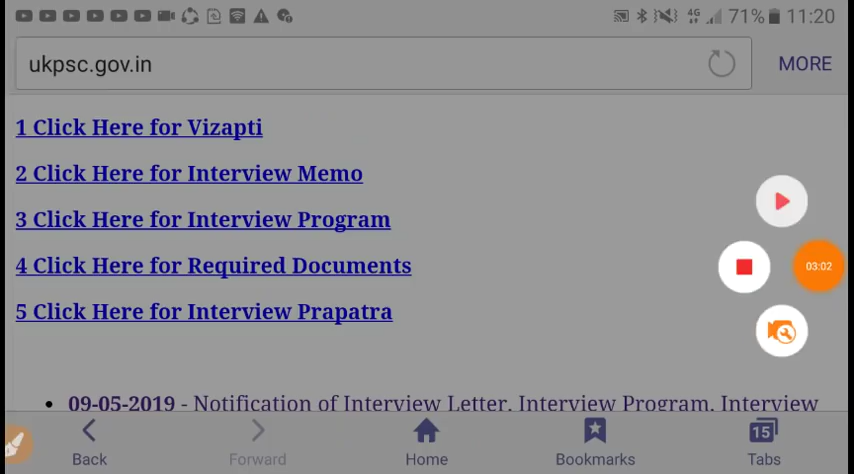 4G 71% 11:20
ukpsc.gov.in MORE
1 Click Here for Vizapti
2 Click Here for Interview Memo
3 Click Here for Interview Program
4 Click Here for Required Documents
5 Click Here for Interview Prapatra
03:02
• 09-05-2019 - Notification of Interview Letter, Interview Program, Interview
15
Back Forward Home Bookmarks Tabs